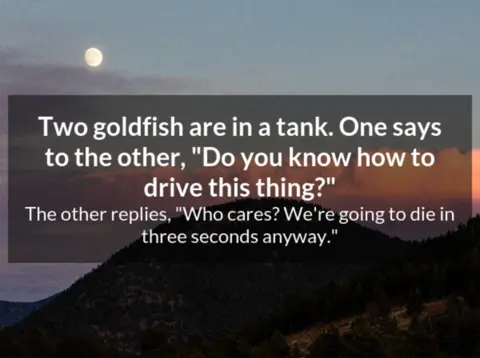 Two goldfish are in a tank. One says
to the other, "Do you know how to
drive this thing?"
The other replies, "Who cares? We're going to die in
three seconds anyway."